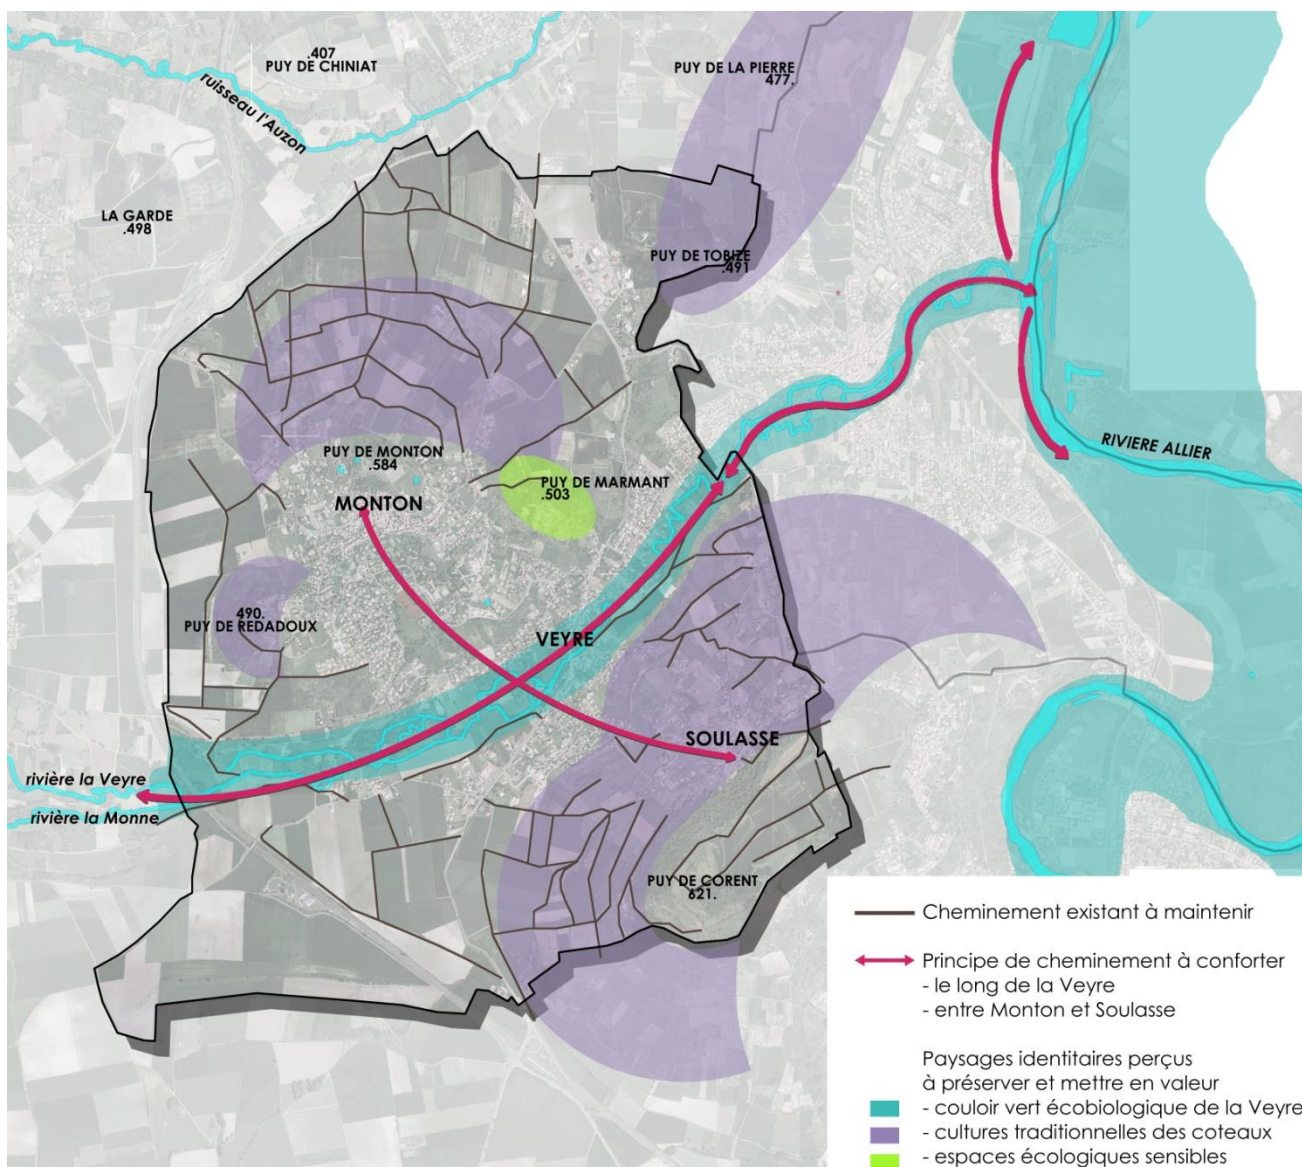 .407
PUY DE CHINIAT
PUY DE LA PIERRE
477.
ruisseau l'Auzon
LA GARDE
.498
PUY DE TOBIZE
.491
PUY DE MONTON
.584
MONTON
PUY DE MARMANT
.503
RIVIERE ALLIER
490.
PUY DE REDADOUX
VEYRE
SOULASSE
rivière la Veyre
rivière la Monne
PUY DE CORENT
621.
Cheminement existant à maintenir
Principe de cheminement à conforter
- le long de la Veyre
- entre Monton et Soulasse
Paysages identitaires perçus
à préserver et mettre en valeur
- couloir vert écobiologique de la Veyre
- cultures traditionnelles des coteaux
- espaces écologiques sensibles